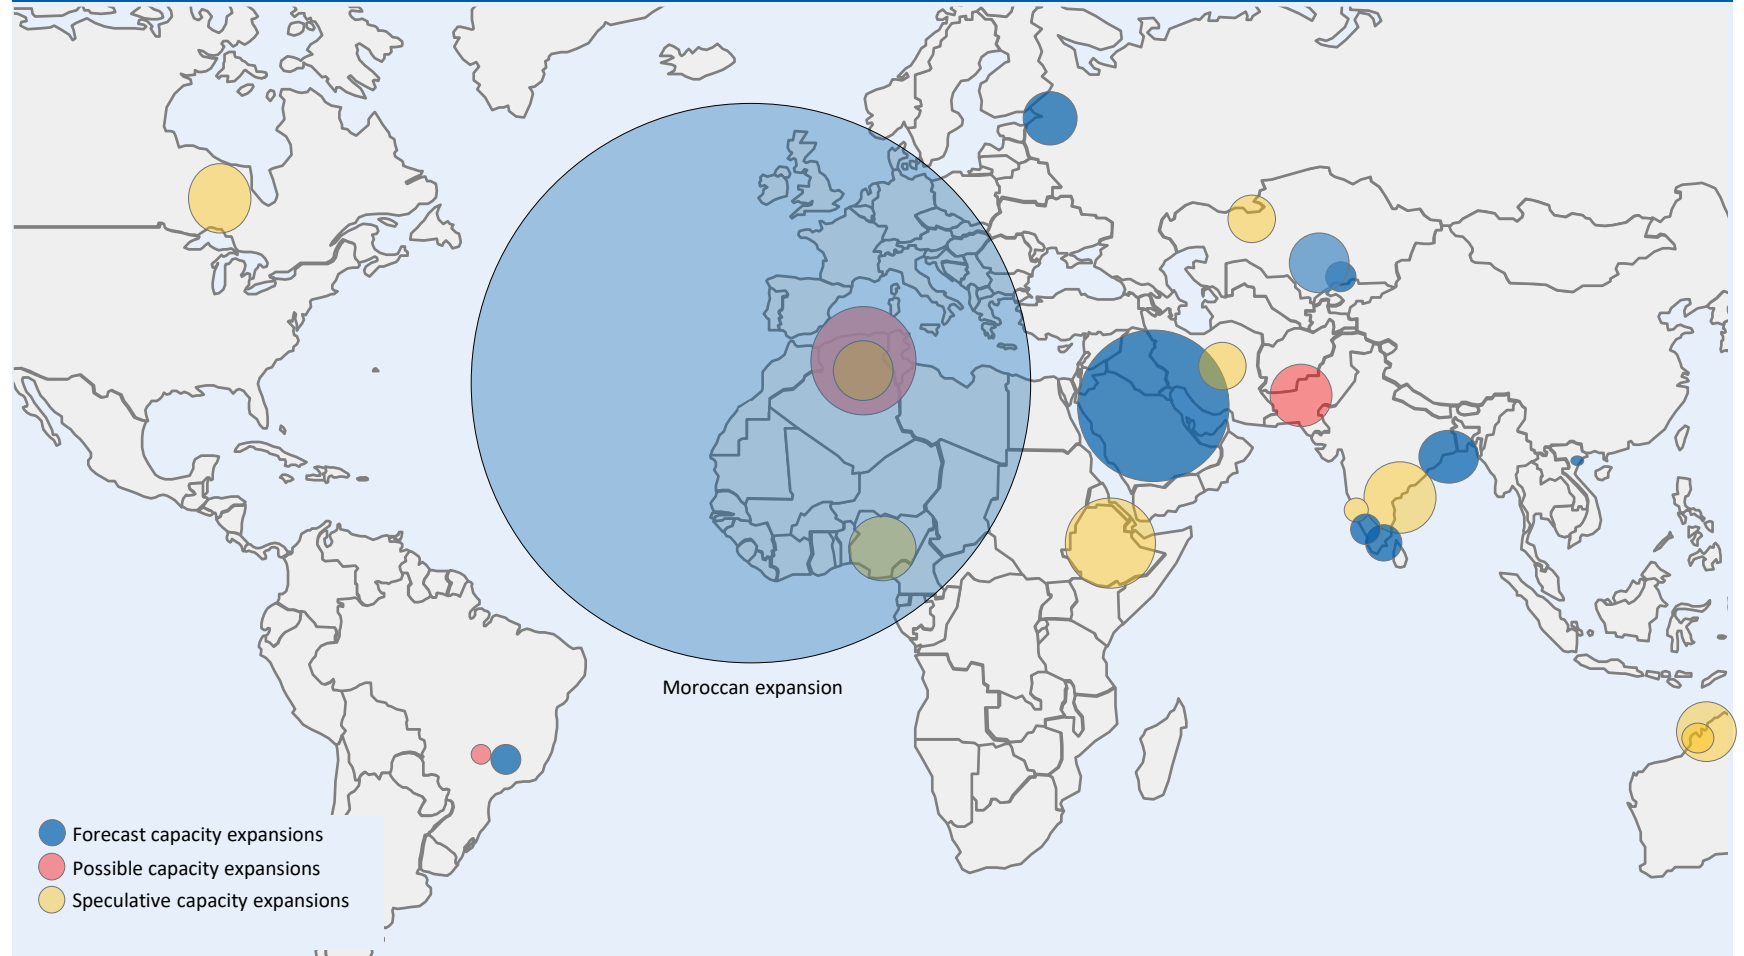 Moroccan expansion
Forecast capacity expansions
Possible capacity expansions
Speculative capacity expansions